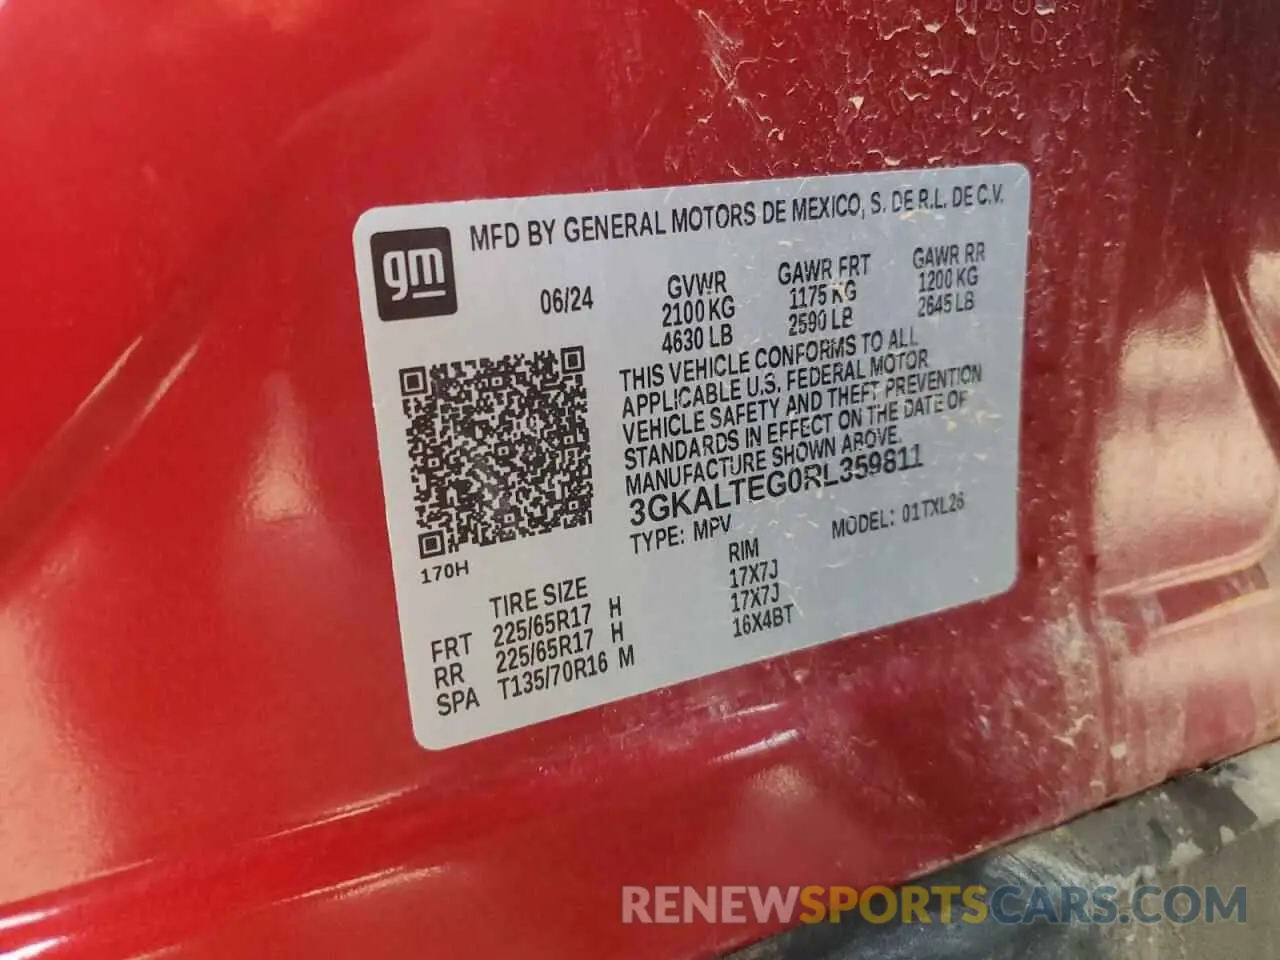 gm
MFD BY GENERAL MOTORS DE MEXICO, S. DE R.L. DE C.V.
06/24
GVWR GAWR FRT GAWR RR
2100 KG 1175 KG 1200 KG
4630 LB 2590 LB 2645 LB
THIS VEHICLE CONFORMS TO ALL
APPLICABLE U.S. FEDERAL MOTOR
VEHICLE SAFETY AND THEFT PREVENTION
STANDARDS IN EFFECT ON THE DATE OF
MANUFACTURE SHOWN ABOVE.
3GKALTEG0RL359811
TYPE: MPV MODEL: 01TXL26
170H
TIRE SIZE RIM
FRT 225/65R17 H 17X7J
RR 225/65R17 H 17X7J
SPA T135/70R16 M 16X4BT
RENEWSPORTSCARS.COM